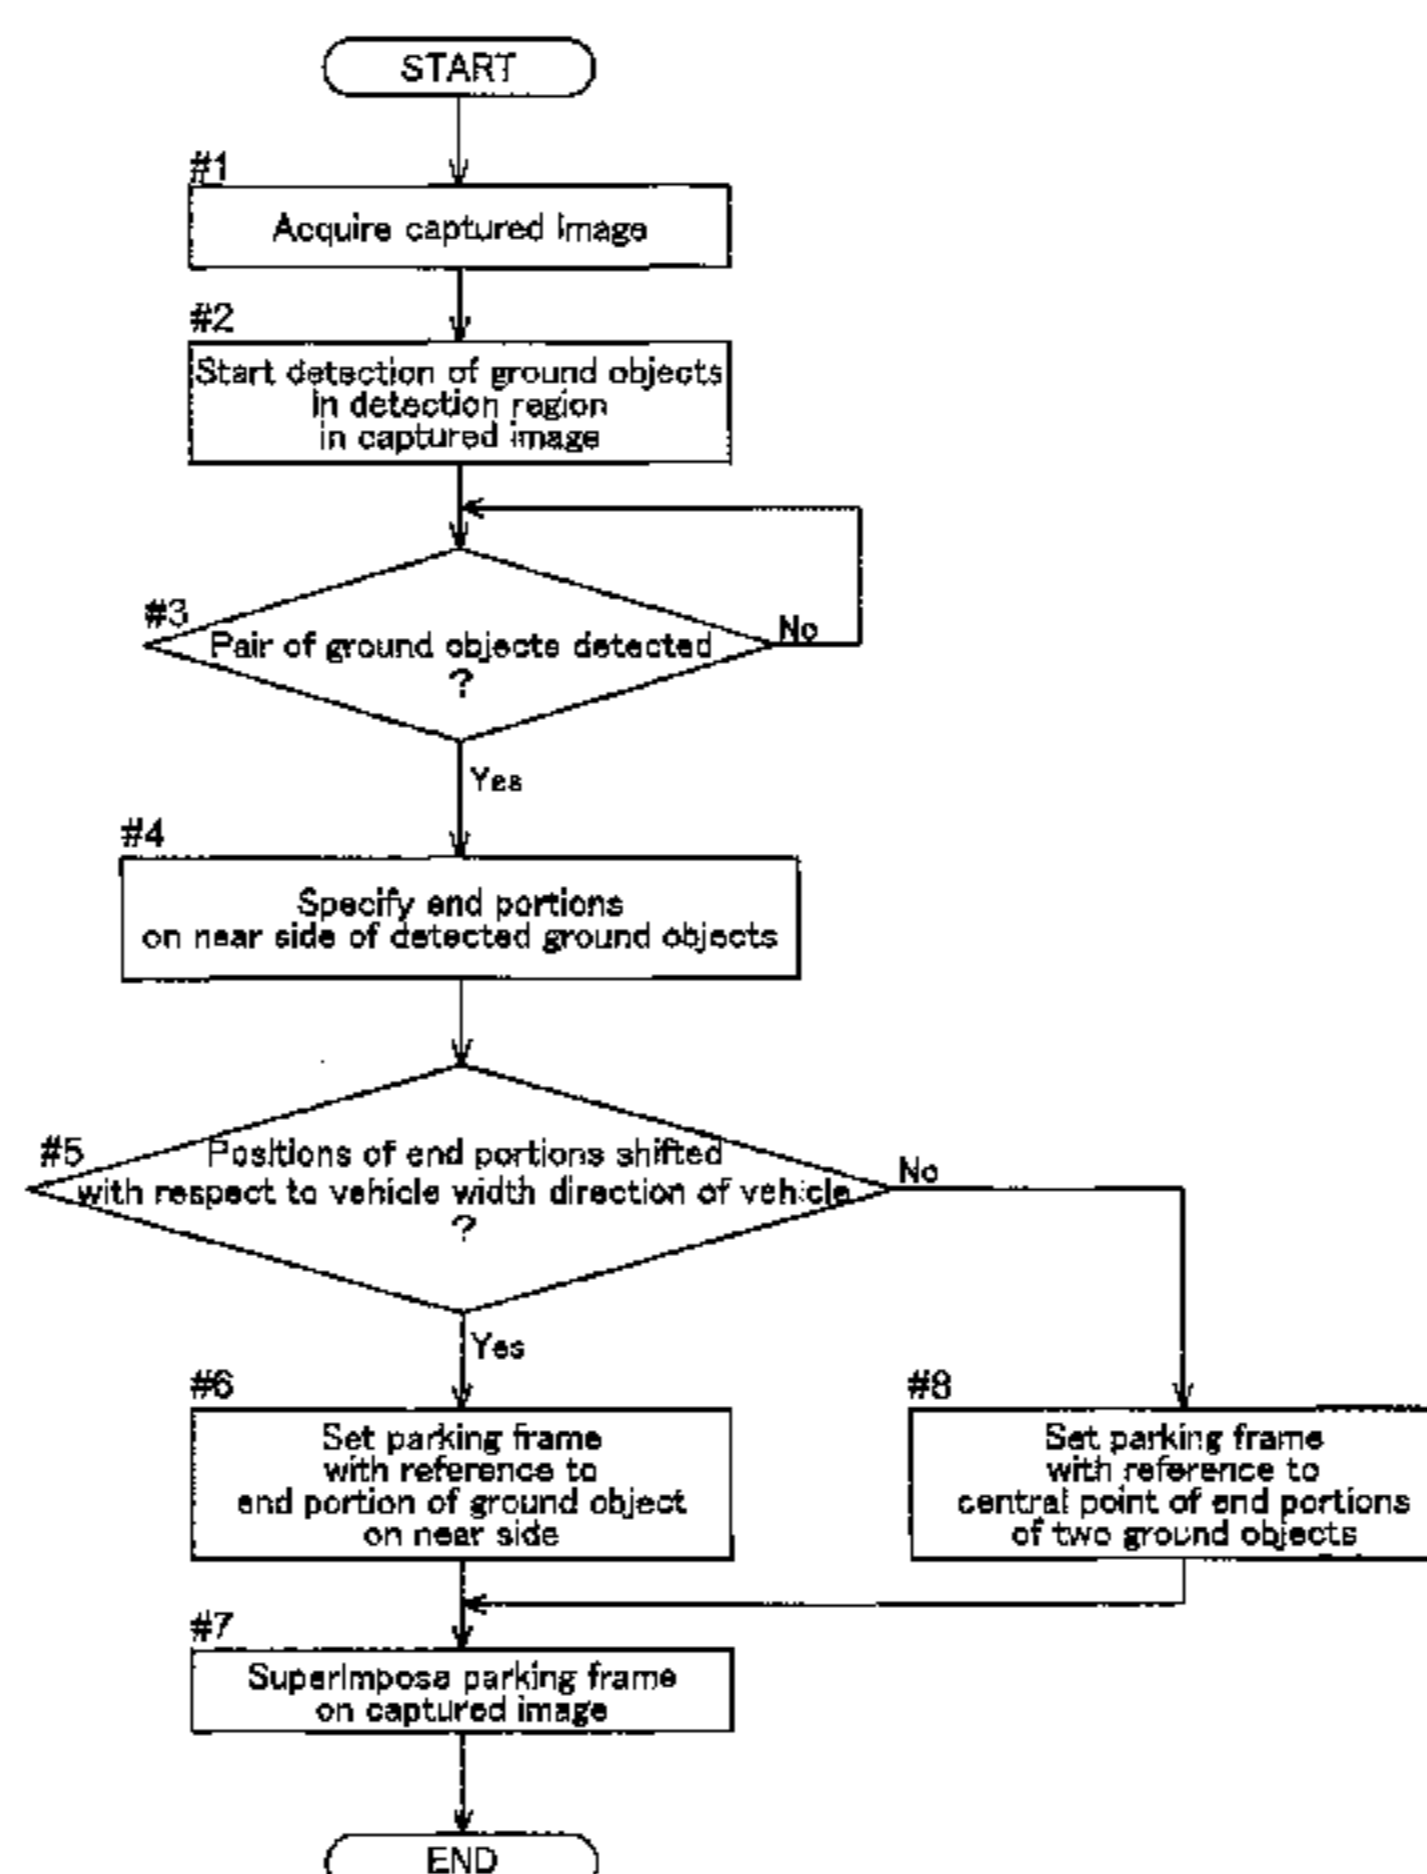 START
#1
Acquire captured image
#2
Start detection of ground objects
in detection region
in captured image
#3
Pair of ground objects detected
?
No
Yes
#4
Specify end portions
on near side of detected ground objects
#5
Positions of end portions shifted
with respect to vehicle width direction of vehicle
?
No
Yes
#6
Set parking frame
with reference to
end portion of ground object
on near side
#8
Set parking frame
with reference to
central point of end portions
of two ground objects
#7
Superimpose parking frame
on captured image
END